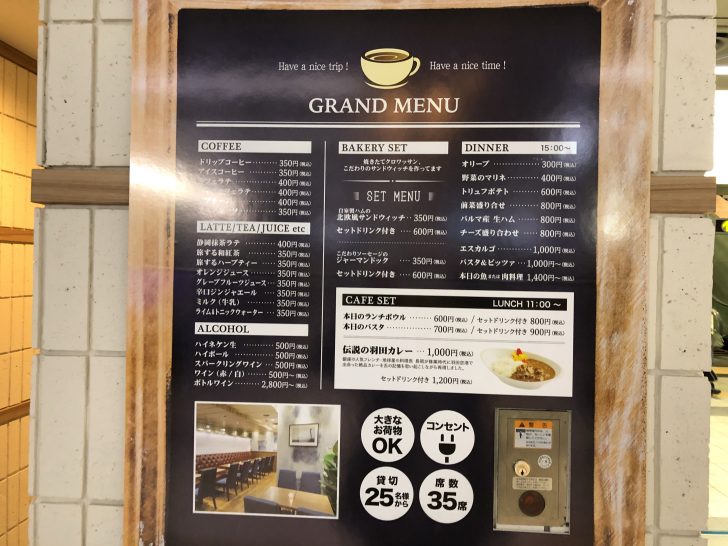 Have a nice trip !
Have a nice time !
GRAND MENU
COFFEE
ドリップコーヒー 350円(税込)
アイスコーヒー 350円(税込)
400円(税込)
400円(税込)
350円(税込)
LATTE/TEA/JUICE etc
静岡抹茶ラテ 400円(税込)
旅する和紅茶 350円(税込)
旅するハーブティー 350円(税込)
オレンジジュース 350円(税込)
グレープフルーツジュース 350円(税込)
辛口ジンジャエール 350円(税込)
ミルク(牛乳) 350円(税込)
ライム&トニックウォーター 350円(税込)
ALCOHOL
ハイネケン生 500円(税込)
ハイボール 500円(税込)
スパークリングワイン 500円(税込)
ワイン(赤/白) 500円〜(税込)
ボトルワイン 2,800円〜(税込)
BAKERY SET
焼きたてクロワッサン、
こだわりのサンドウィッチを作ってます
SET MENU
自家製ハムの
北欧風サンドウィッチ 350円(税込)
セットドリンク付き 600円(税込)
こだわりソーセージの
ジャーマンドック 350円(税込)
セットドリンク付き 600円(税込)
DINNER 15:00〜
オリーブ 300円(税込)
野菜のマリネ 400円(税込)
トリュフポテト 600円(税込)
前菜盛り合せ 800円(税込)
パルマ産 生ハム 800円(税込)
チーズ盛り合わせ 800円(税込)
エスカルゴ 1,000円(税込)
パスタ&ピッツァ 1,000円〜(税込)
本日の魚または肉料理 1,400円〜(税込)
CAFE SET LUNCH 11:00 〜
本日のランチボウル 600円(税込) / セットドリンク付き 800円(税込)
本日のパスタ 700円(税込) / セットドリンク付き 900円(税込)
伝説の羽田カレー 1,000円(税込)
セットドリンク付き 1,200円(税込)
大きな
お荷物
OK
コンセント
貸切
25名様から
席数
35席
警告